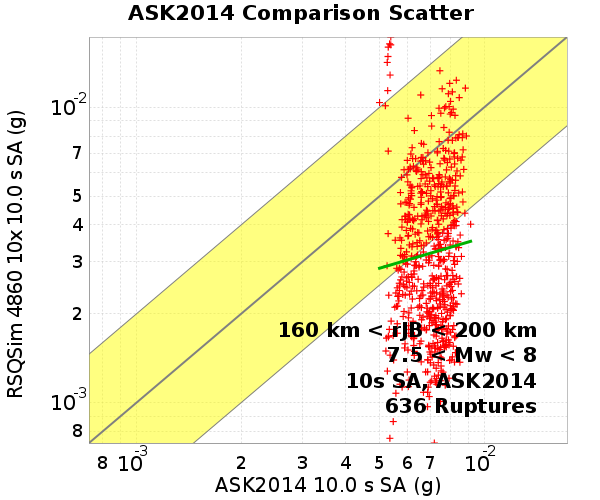 ASK2014 Comparison Scatter
RSQSim 4860 10x 10.0 s SA (g)
10⁻²
7
5
4
3
2
10⁻³
8
160 km < rJB < 200 km
7.5 < Mw < 8
10s SA, ASK2014
636 Ruptures
8 10⁻³ 2 3 4 5 6 7 10⁻²
ASK2014 10.0 s SA (g)